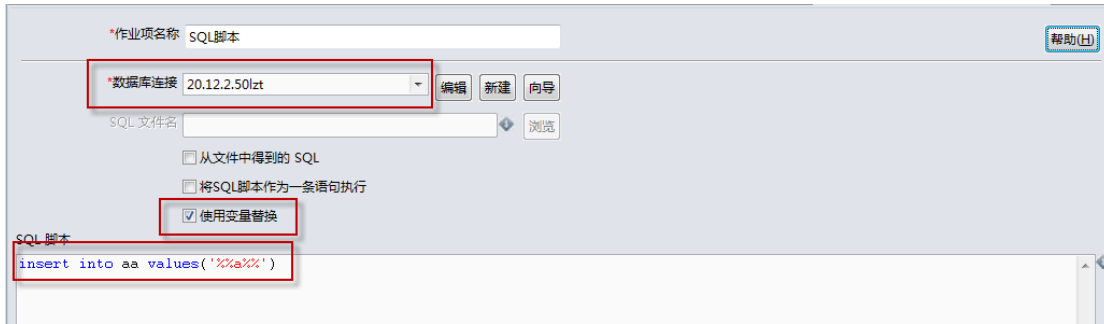 *作业项名称 SQL脚本 帮助(H)
*数据库连接 20.12.2.50lzt 编辑 新建 向导
SQL 文件名 浏览
从文件中得到的 SQL
将SQL脚本作为一条语句执行
使用变量替换
SQL 脚本
insert into aa values('%%a%%')